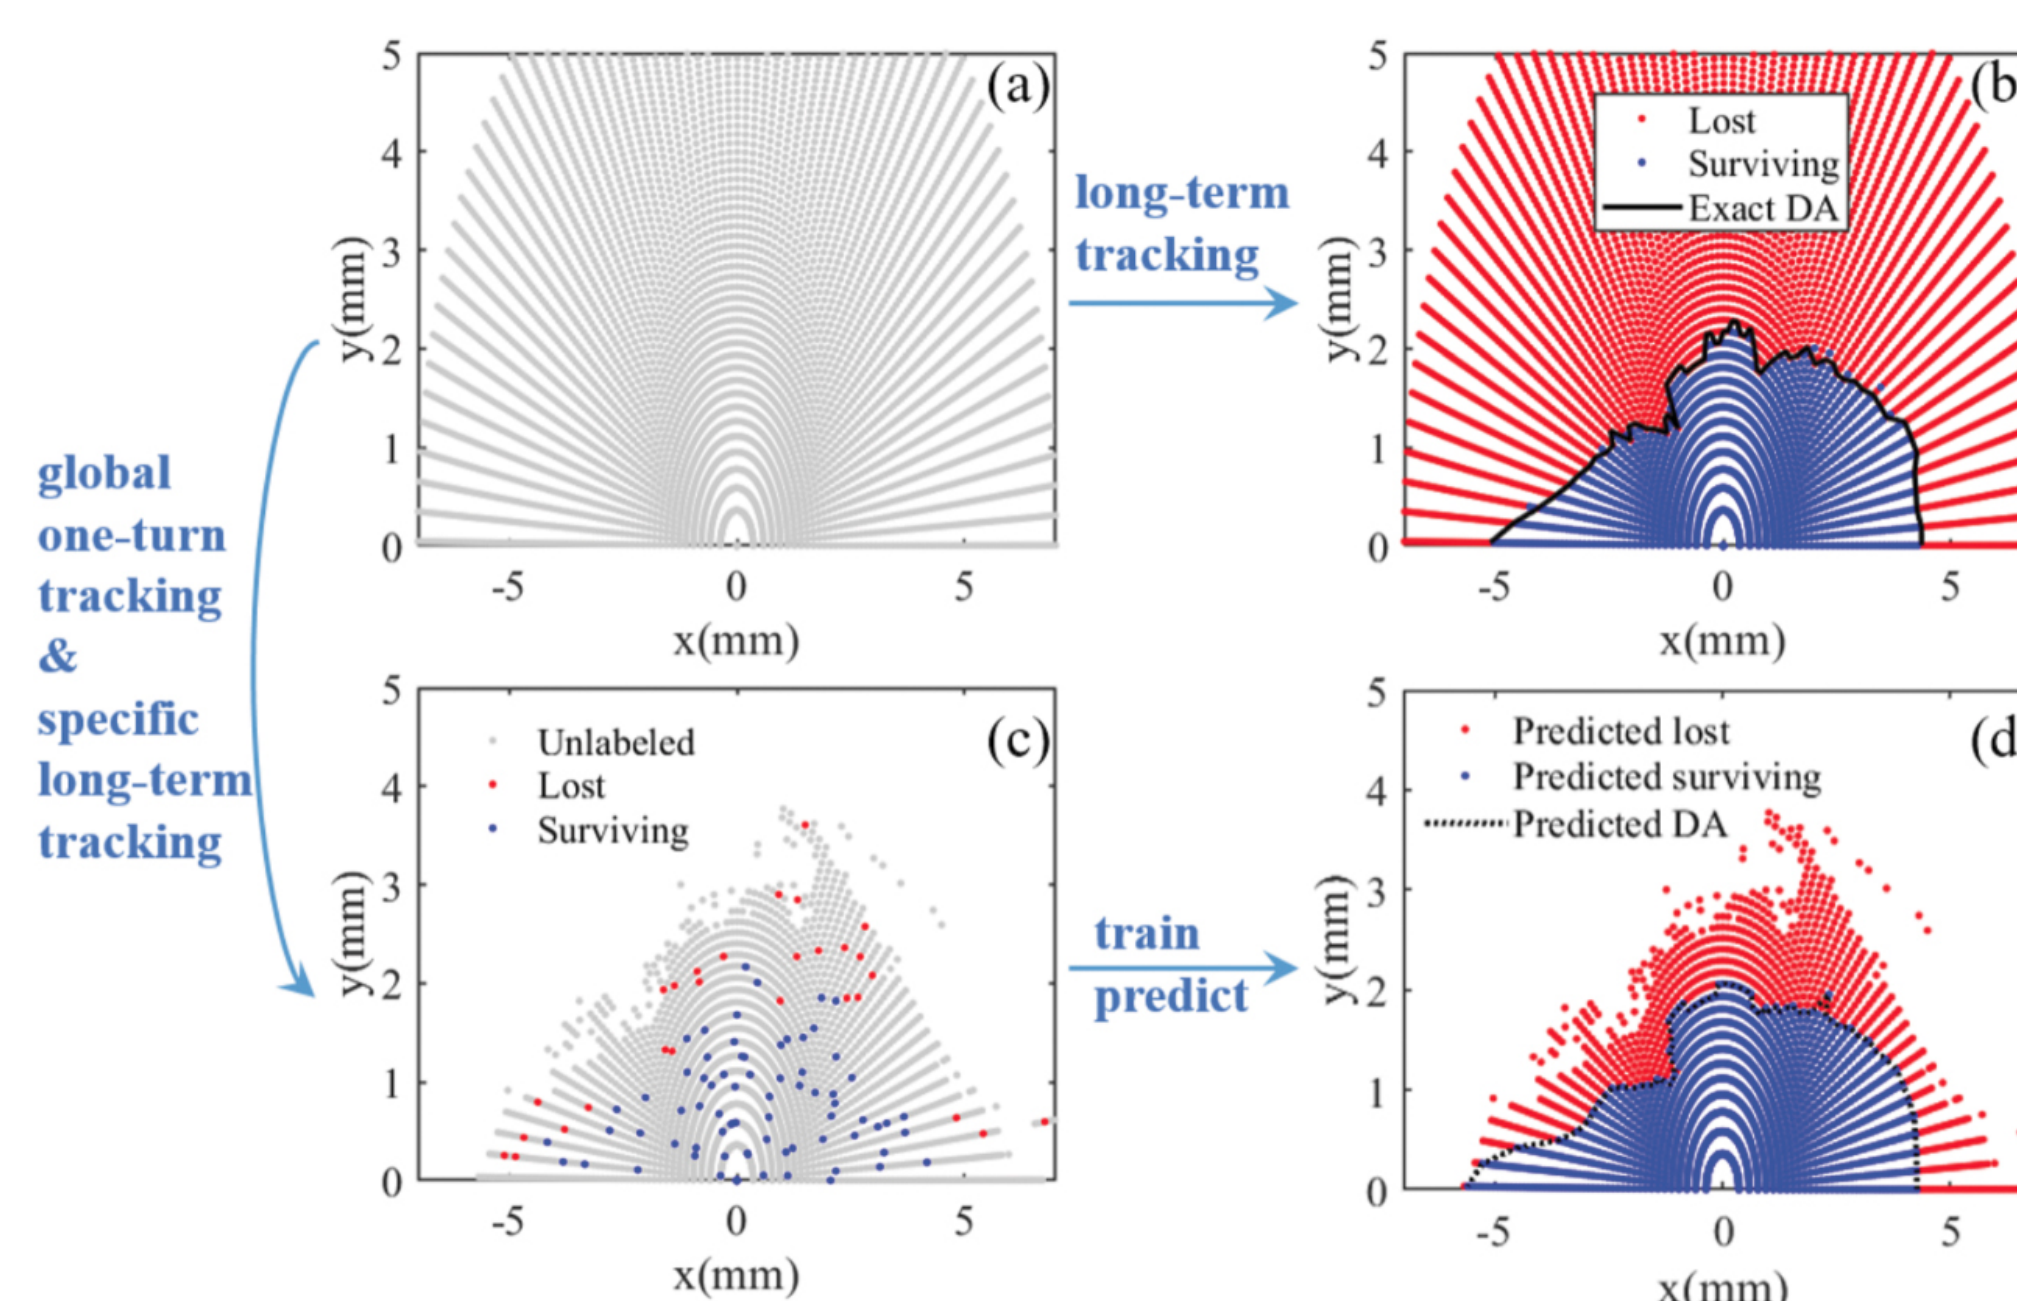 5
(a)
4
3
2
1
0
y(mm)
-5
0
5
x(mm)
long-term
tracking
5
(b
Lost
Surviving
Exact DA
4
3
2
1
0
y(mm)
-5
0
5
x(mm)
global
one-turn
tracking
&
specific
long-term
tracking
5
(c)
Unlabeled
Lost
Surviving
4
3
2
1
0
y(mm)
-5
0
5
x(mm)
train
predict
5
(d
Predicted lost
Predicted surviving
Predicted DA
4
3
2
1
0
y(mm)
-5
0
5
x(mm)